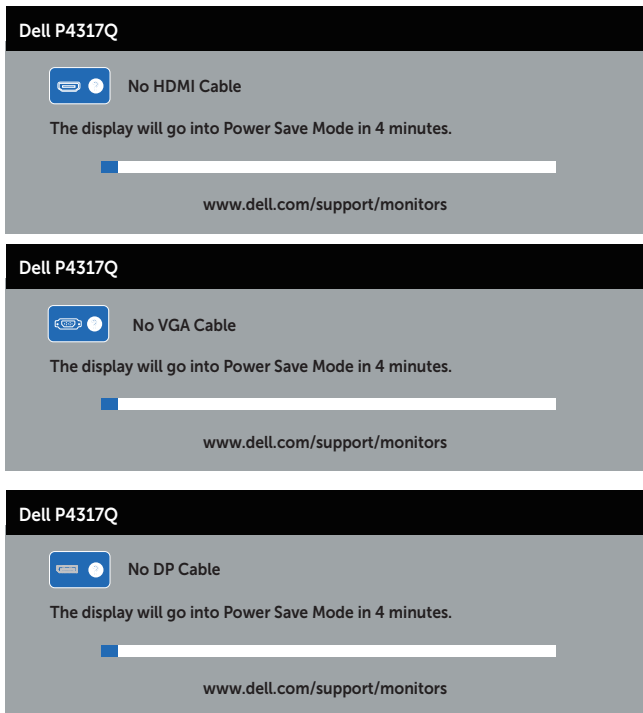 Dell P4317Q
No HDMI Cable
The display will go into Power Save Mode in 4 minutes.
www.dell.com/support/monitors
Dell P4317Q
No VGA Cable
The display will go into Power Save Mode in 4 minutes.
www.dell.com/support/monitors
Dell P4317Q
No DP Cable
The display will go into Power Save Mode in 4 minutes.
www.dell.com/support/monitors